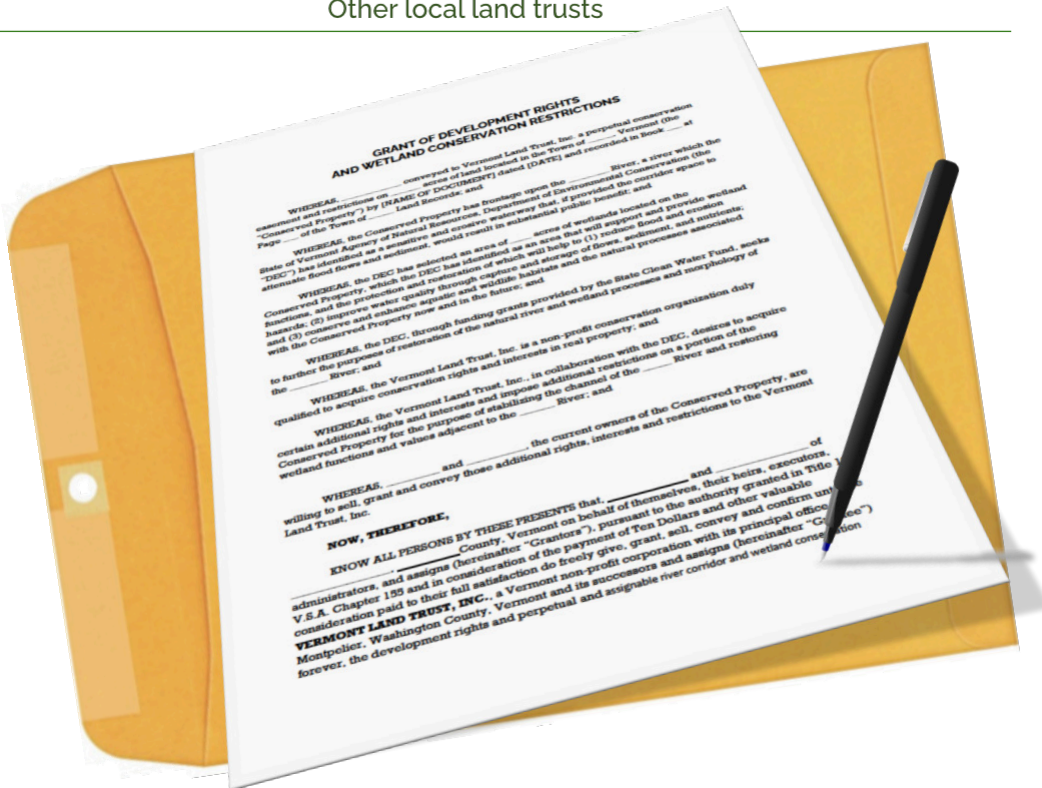 Other local land trusts
GRANT OF DEVELOPMENT RIGHTS
AND WETLAND CONSERVATION RESTRICTIONS
WHEREAS, ________ conveyed to Vermont Land Trust, Inc. a perpetual conservation
easement and restrictions on ______ acres of land located in the Town of ______, Vermont (the
"Conserved Property") by [NAME OF DOCUMENT] dated [DATE] and recorded in Book ___ at
Page ___ of the Town of ______ Land Records; and
WHEREAS, the Conserved Property has frontage upon the ________ River, a river which the
State of Vermont Agency of Natural Resources, Department of Environmental Conservation (the
"DEC") has identified as a sensitive and erosive waterway that, if provided the corridor space to
attenuate flood flows and sediment, would result in substantial public benefit; and
WHEREAS, the DEC has selected an area of ____ acres of wetlands located on the
Conserved Property, which the DEC has identified as an area that will support and provide wetland
functions, and the protection and restoration of which will help to (1) reduce flood and erosion
hazards; (2) improve water quality through capture and storage of flows, sediment, and nutrients;
and (3) conserve and enhance aquatic and wildlife habitats and the natural processes associated
with the Conserved Property now and in the future; and
WHEREAS, the DEC, through funding grants provided by the State Clean Water Fund, seeks
to further the purposes of restoration of the natural river and wetland processes and morphology of
the ________ River; and
WHEREAS, the Vermont Land Trust, Inc. is a non-profit conservation organization duly
qualified to acquire conservation rights and interests in real property; and
WHEREAS, the Vermont Land Trust, Inc., in collaboration with the DEC, desires to acquire
certain additional rights and interests and impose additional restrictions on a portion of the
Conserved Property for the purpose of stabilizing the channel of the ______ River and restoring
wetland functions and values adjacent to the ______ River; and
WHEREAS, ________ and _________, the current owners of the Conserved Property, are
willing to sell, grant and convey those additional rights, interests and restrictions to the Vermont
Land Trust, Inc.
NOW, THEREFORE,
KNOW ALL PERSONS BY THESE PRESENTS that, ____________ and ______________ of
______________, __________County, Vermont on behalf of themselves, their heirs, executors,
administrators, and assigns (hereinafter "Grantors"), pursuant to the authority granted in Title
V.S.A. Chapter 155 and in consideration of the payment of Ten Dollars and other valuable
consideration paid to their full satisfaction do freely give, grant, sell, convey and confirm
VERMONT LAND TRUST, INC., a Vermont non-profit corporation with its principal office
Montpelier, Washington County, Vermont and its successors and assigns (hereinafter
forever, the development rights and perpetual and assignable river corridor and wetland